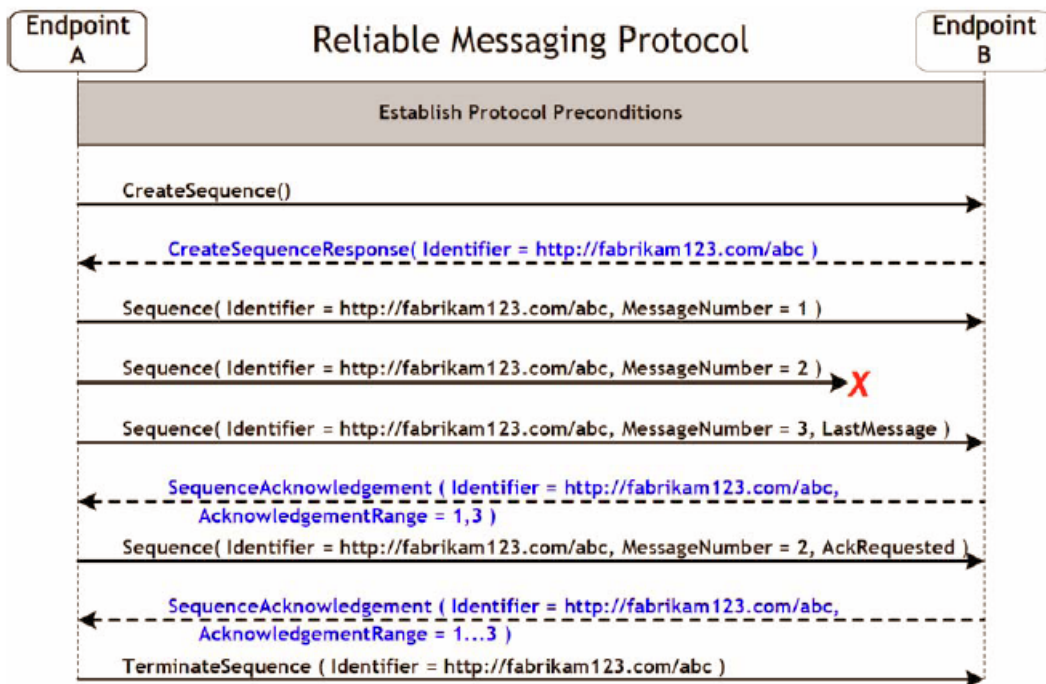 Endpoint
A
Reliable Messaging Protocol
Endpoint
B
Establish Protocol Preconditions
CreateSequence()
CreateSequenceResponse( Identifier = http://fabrikam123.com/abc )
Sequence( Identifier = http://fabrikam123.com/abc, MessageNumber = 1 )
Sequence( Identifier = http://fabrikam123.com/abc, MessageNumber = 2 )
X
Sequence( Identifier = http://fabrikam123.com/abc, MessageNumber = 3, LastMessage )
SequenceAcknowledgement ( Identifier = http://fabrikam123.com/abc,
AcknowledgementRange = 1,3 )
Sequence( Identifier = http://fabrikam123.com/abc, MessageNumber = 2, AckRequested )
SequenceAcknowledgement ( Identifier = http://fabrikam123.com/abc,
AcknowledgementRange = 1...3 )
TerminateSequence ( Identifier = http://fabrikam123.com/abc )